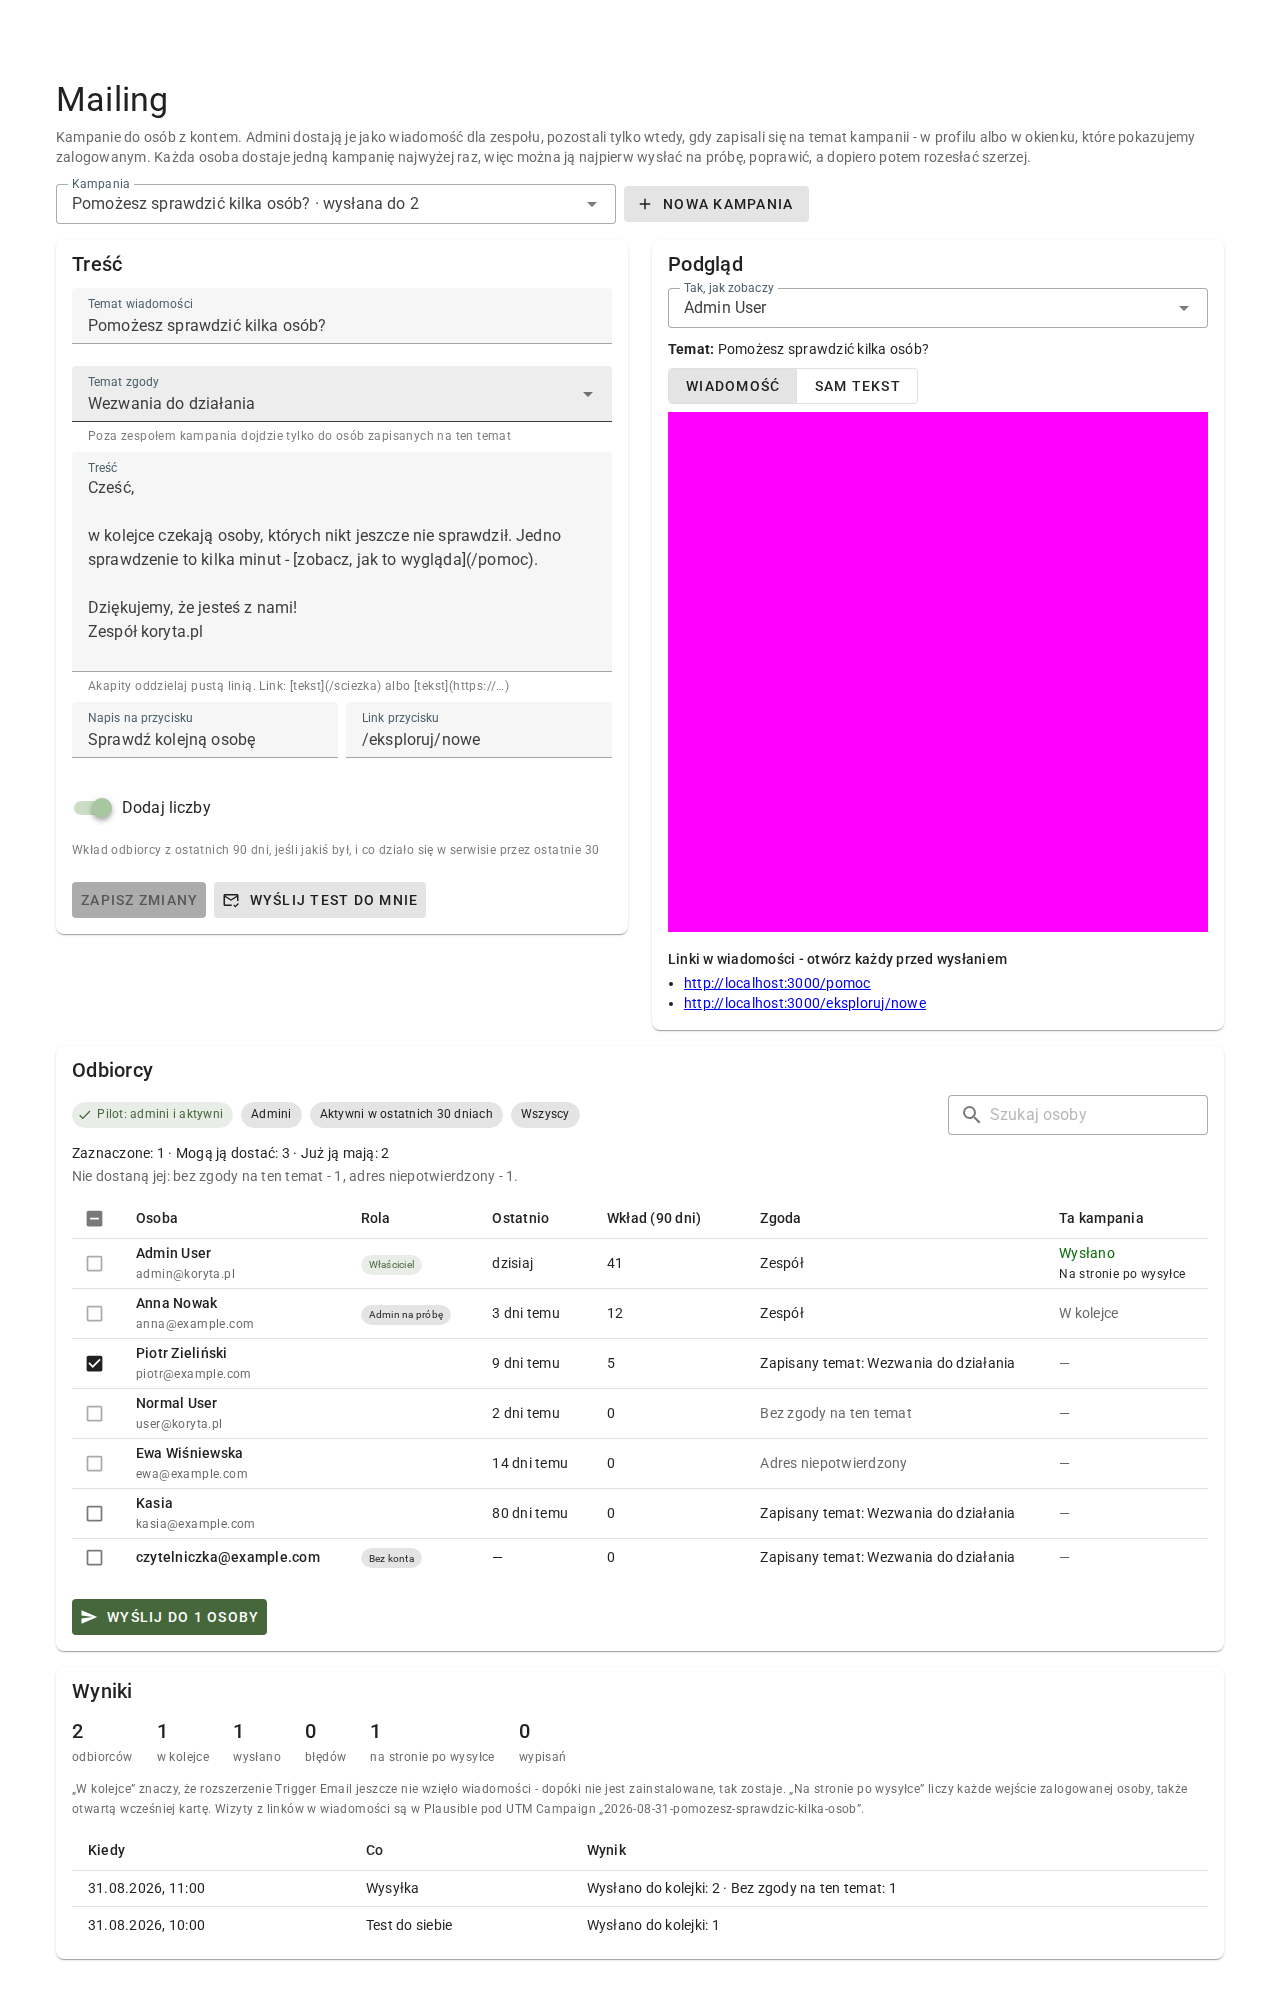 Mailing
Kampanie do osób z kontem. Admini dostają je jako wiadomość dla zespołu, pozostali tylko wtedy, gdy zapisali się na temat kampanii - w profilu albo w okienku, które pokazujemy
zalogowanym. Każda osoba dostaje jedną kampanię najwyżej raz, więc można ją najpierw wysłać na próbę, poprawić, a dopiero potem rozesłać szerzej.
Kampania
Pomożesz sprawdzić kilka osób? · wysłana do 2
NOWA KAMPANIA
Treść
Temat wiadomości
Pomożesz sprawdzić kilka osób?
Temat zgody
Wezwania do działania
Poza zespołem kampania dojdzie tylko do osób zapisanych na ten temat
Treść
Cześć,
w kolejce czekają osoby, których nikt jeszcze nie sprawdził. Jedno
sprawdzenie to kilka minut - [zobacz, jak to wygląda](/pomoc).
Dziękujemy, że jesteś z nami!
Zespół koryta.pl
Akapity oddzielaj pustą linią. Link: [tekst](/sciezka) albo [tekst](https://…)
Napis na przycisku
Sprawdź kolejną osobę
Link przycisku
/eksploruj/nowe
Dodaj liczby
Wkład odbiorcy z ostatnich 90 dni, jeśli jakiś był, i co działo się w serwisie przez ostatnie 30
ZAPISZ ZMIANY
WYŚLIJ TEST DO MNIE
Podgląd
Tak, jak zobaczy
Admin User
Temat: Pomożesz sprawdzić kilka osób?
WIADOMOŚĆ
SAM TEKST
Linki w wiadomości - otwórz każdy przed wysłaniem
http://localhost:3000/pomoc
http://localhost:3000/eksploruj/nowe
Odbiorcy
Pilot: admini i aktywni
Admini
Aktywni w ostatnich 30 dniach
Wszyscy
Szukaj osoby
Zaznaczone: 1 · Mogą ją dostać: 3 · Już ją mają: 2
Nie dostaną jej: bez zgody na ten temat - 1, adres niepotwierdzony - 1.
Osoba Rola Ostatnio Wkład (90 dni) Zgoda Ta kampania
Admin User
admin@koryta.pl
Właściciel dzisiaj 41 Zespół
Wysłano
Na stronie po wysyłce
Anna Nowak
anna@example.com
Admin na próbę 3 dni temu 12 Zespół W kolejce
Piotr Zieliński
piotr@example.com
9 dni temu 5 Zapisany temat: Wezwania do działania —
Normal User
user@koryta.pl
2 dni temu 0 Bez zgody na ten temat —
Ewa Wiśniewska
ewa@example.com
14 dni temu 0 Adres niepotwierdzony —
Kasia
kasia@example.com
80 dni temu 0 Zapisany temat: Wezwania do działania —
czytelniczka@example.com Bez konta — 0 Zapisany temat: Wezwania do działania —
WYŚLIJ DO 1 OSOBY
Wyniki
2 1 1 0 1 0
odbiorców w kolejce wysłano błędów na stronie po wysyłce wypisań
„W kolejce” znaczy, że rozszerzenie Trigger Email jeszcze nie wzięło wiadomości - dopóki nie jest zainstalowane, tak zostaje. „Na stronie po wysyłce” liczy każde wejście zalogowanej osoby, także
otwartą wcześniej kartę. Wizyty z linków w wiadomości są w Plausible pod UTM Campaign „2026-08-31-pomozesz-sprawdzic-kilka-osob”.
Kiedy Co Wynik
31.08.2026, 11:00 Wysyłka Wysłano do kolejki: 2 · Bez zgody na ten temat: 1
31.08.2026, 10:00 Test do siebie Wysłano do kolejki: 1